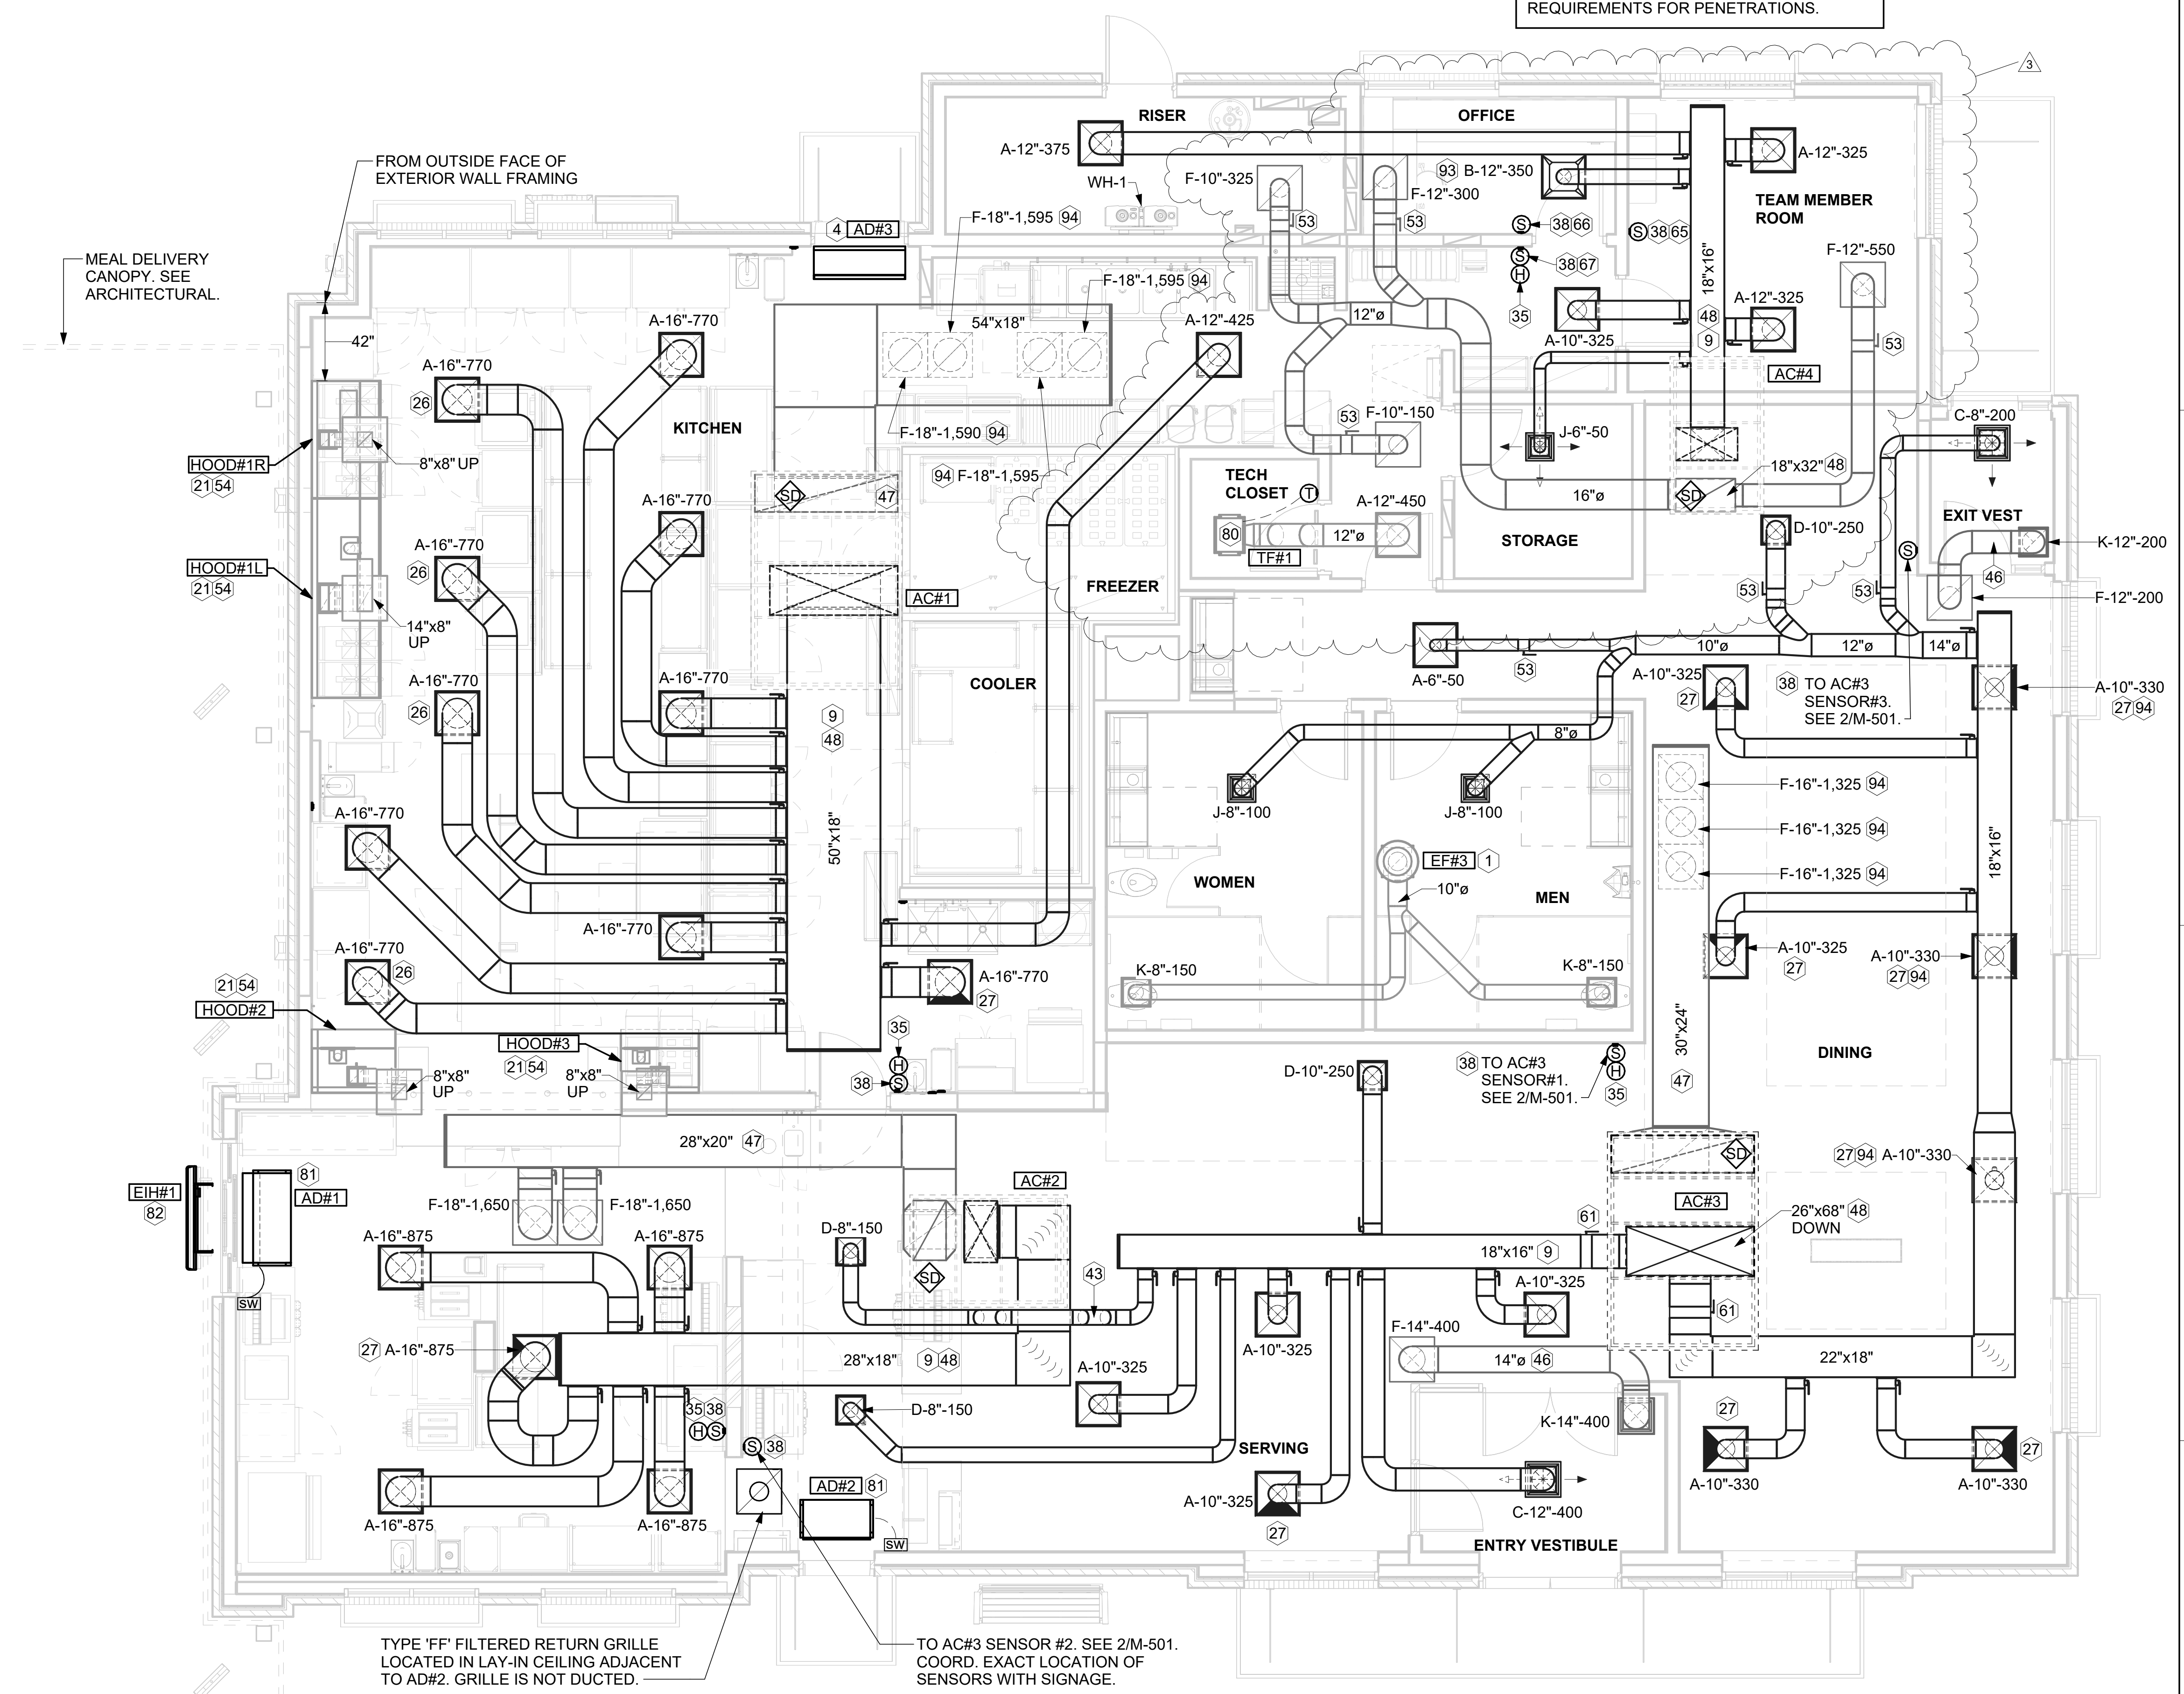 REQUIREMENTS FOR PENETRATIONS.
3
RISER
OFFICE
A-12"-375
A-12"-325
FROM OUTSIDE FACE OF
EXTERIOR WALL FRAMING
WH-1
F-10"-325
93 B-12"-350
F-12"-300
TEAM MEMBER
ROOM
F-18"-1,595 94
53
53
4 AD#3
38 66
S 38 65
18"x16"
F-12"-550
MEAL DELIVERY
CANOPY. SEE
ARCHITECTURAL.
S
H
38 67
35
F-18"-1,595 94
A-12"-325
48
9
54"x18"
12"ø
A-16"-770
A-12"-425
A-10"-325
53
42"
A-16"-770
26
AC#4
KITCHEN
F-18"-1,590 94
53 F-10"-150
C-8"-200
J-6"-50
HOOD#1R
21 54
8"x8" UP
94 F-18"-1,595
TECH
CLOSET
T
18"x32" 48
SD
47
A-16"-770
A-12"-450
16"ø
SD
EXIT VEST
D-10"-250
80
12"ø
TF#1
STORAGE
S
K-12"-200
46
A-16"-770
26
HOOD#1L
21 54
FREEZER
AC#1
53
53
F-12"-200
14"x8"
UP
10"ø
12"ø
14"ø
53
A-6"-50
A-10"-325
27
38 TO AC#3
SENSOR#3.
SEE 2/M-501.
A-10"-330
27 94
A-16"-770
26
A-16"-770
COOLER
9
48
8"ø
F-16"-1,325 94
J-8"-100
J-8"-100
A-16"-770
F-16"-1,325 94
50"x18"
18"x16"
EF#3 1
F-16"-1,325 94
WOMEN
10"ø
MEN
A-16"-770
A-10"-325
27
A-10"-330
27 94
A-16"-770
26
A-16"-770
27
K-8"-150
K-8"-150
21 54
HOOD#2
30"x24"
35
HOOD#3
21 54
H
38 S
DINING
38 TO AC#3
SENSOR#1.
SEE 2/M-501.
S
H
35
47
8"x8"
UP
8"x8"
UP
D-10"-250
28"x20" 47
SD
27 94 A-10"-330
81
AD#1
EIH#1
82
AC#2
AC#3
F-18"-1,650
F-18"-1,650
61
26"x68" 48
DOWN
A-16"-875
A-16"-875
D-8"-150
18"x16" 9
SD
43
A-10"-325
SW
61
A-10"-325
F-14"-400
27 A-16"-875
28"x18" 9 48
14"ø 46
22"x18"
A-10"-325
35 38
H S
D-8"-150
K-14"-400
27
S 38
SERVING
27
AD#2 81
A-10"-325
27
C-12"-400
A-10"-330
A-10"-330
A-16"-875
A-16"-875
SW
ENTRY VESTIBULE
TYPE 'FF' FILTERED RETURN GRILLE
LOCATED IN LAY-IN CEILING ADJACENT
TO AD#2. GRILLE IS NOT DUCTED.
TO AC#3 SENSOR #2. SEE 2/M-501.
COORD. EXACT LOCATION OF
SENSORS WITH SIGNAGE.